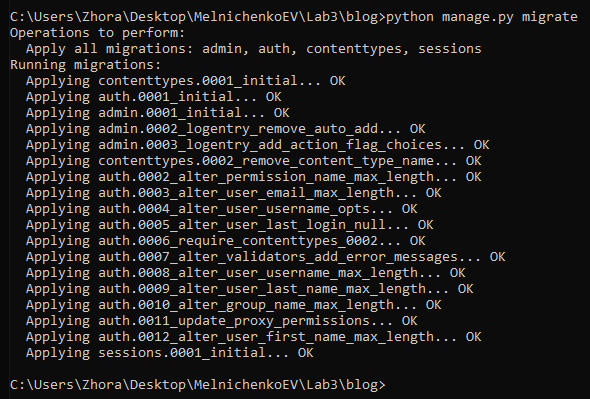 C:\Users\Zhora\Desktop\MelnichenkoEV\Lab3\blog>python manage.py migrate
Operations to perform:
  Apply all migrations: admin, auth, contenttypes, sessions
Running migrations:
  Applying contenttypes.0001_initial... OK
  Applying auth.0001_initial... OK
  Applying admin.0001_initial... OK
  Applying admin.0002_logentry_remove_auto_add... OK
  Applying admin.0003_logentry_add_action_flag_choices... OK
  Applying contenttypes.0002_remove_content_type_name... OK
  Applying auth.0002_alter_permission_name_max_length... OK
  Applying auth.0003_alter_user_email_max_length... OK
  Applying auth.0004_alter_user_username_opts... OK
  Applying auth.0005_alter_user_last_login_null... OK
  Applying auth.0006_require_contenttypes_0002... OK
  Applying auth.0007_alter_validators_add_error_messages... OK
  Applying auth.0008_alter_user_username_max_length... OK
  Applying auth.0009_alter_user_last_name_max_length... OK
  Applying auth.0010_alter_group_name_max_length... OK
  Applying auth.0011_update_proxy_permissions... OK
  Applying auth.0012_alter_user_first_name_max_length... OK
  Applying sessions.0001_initial... OK
C:\Users\Zhora\Desktop\MelnichenkoEV\Lab3\blog>